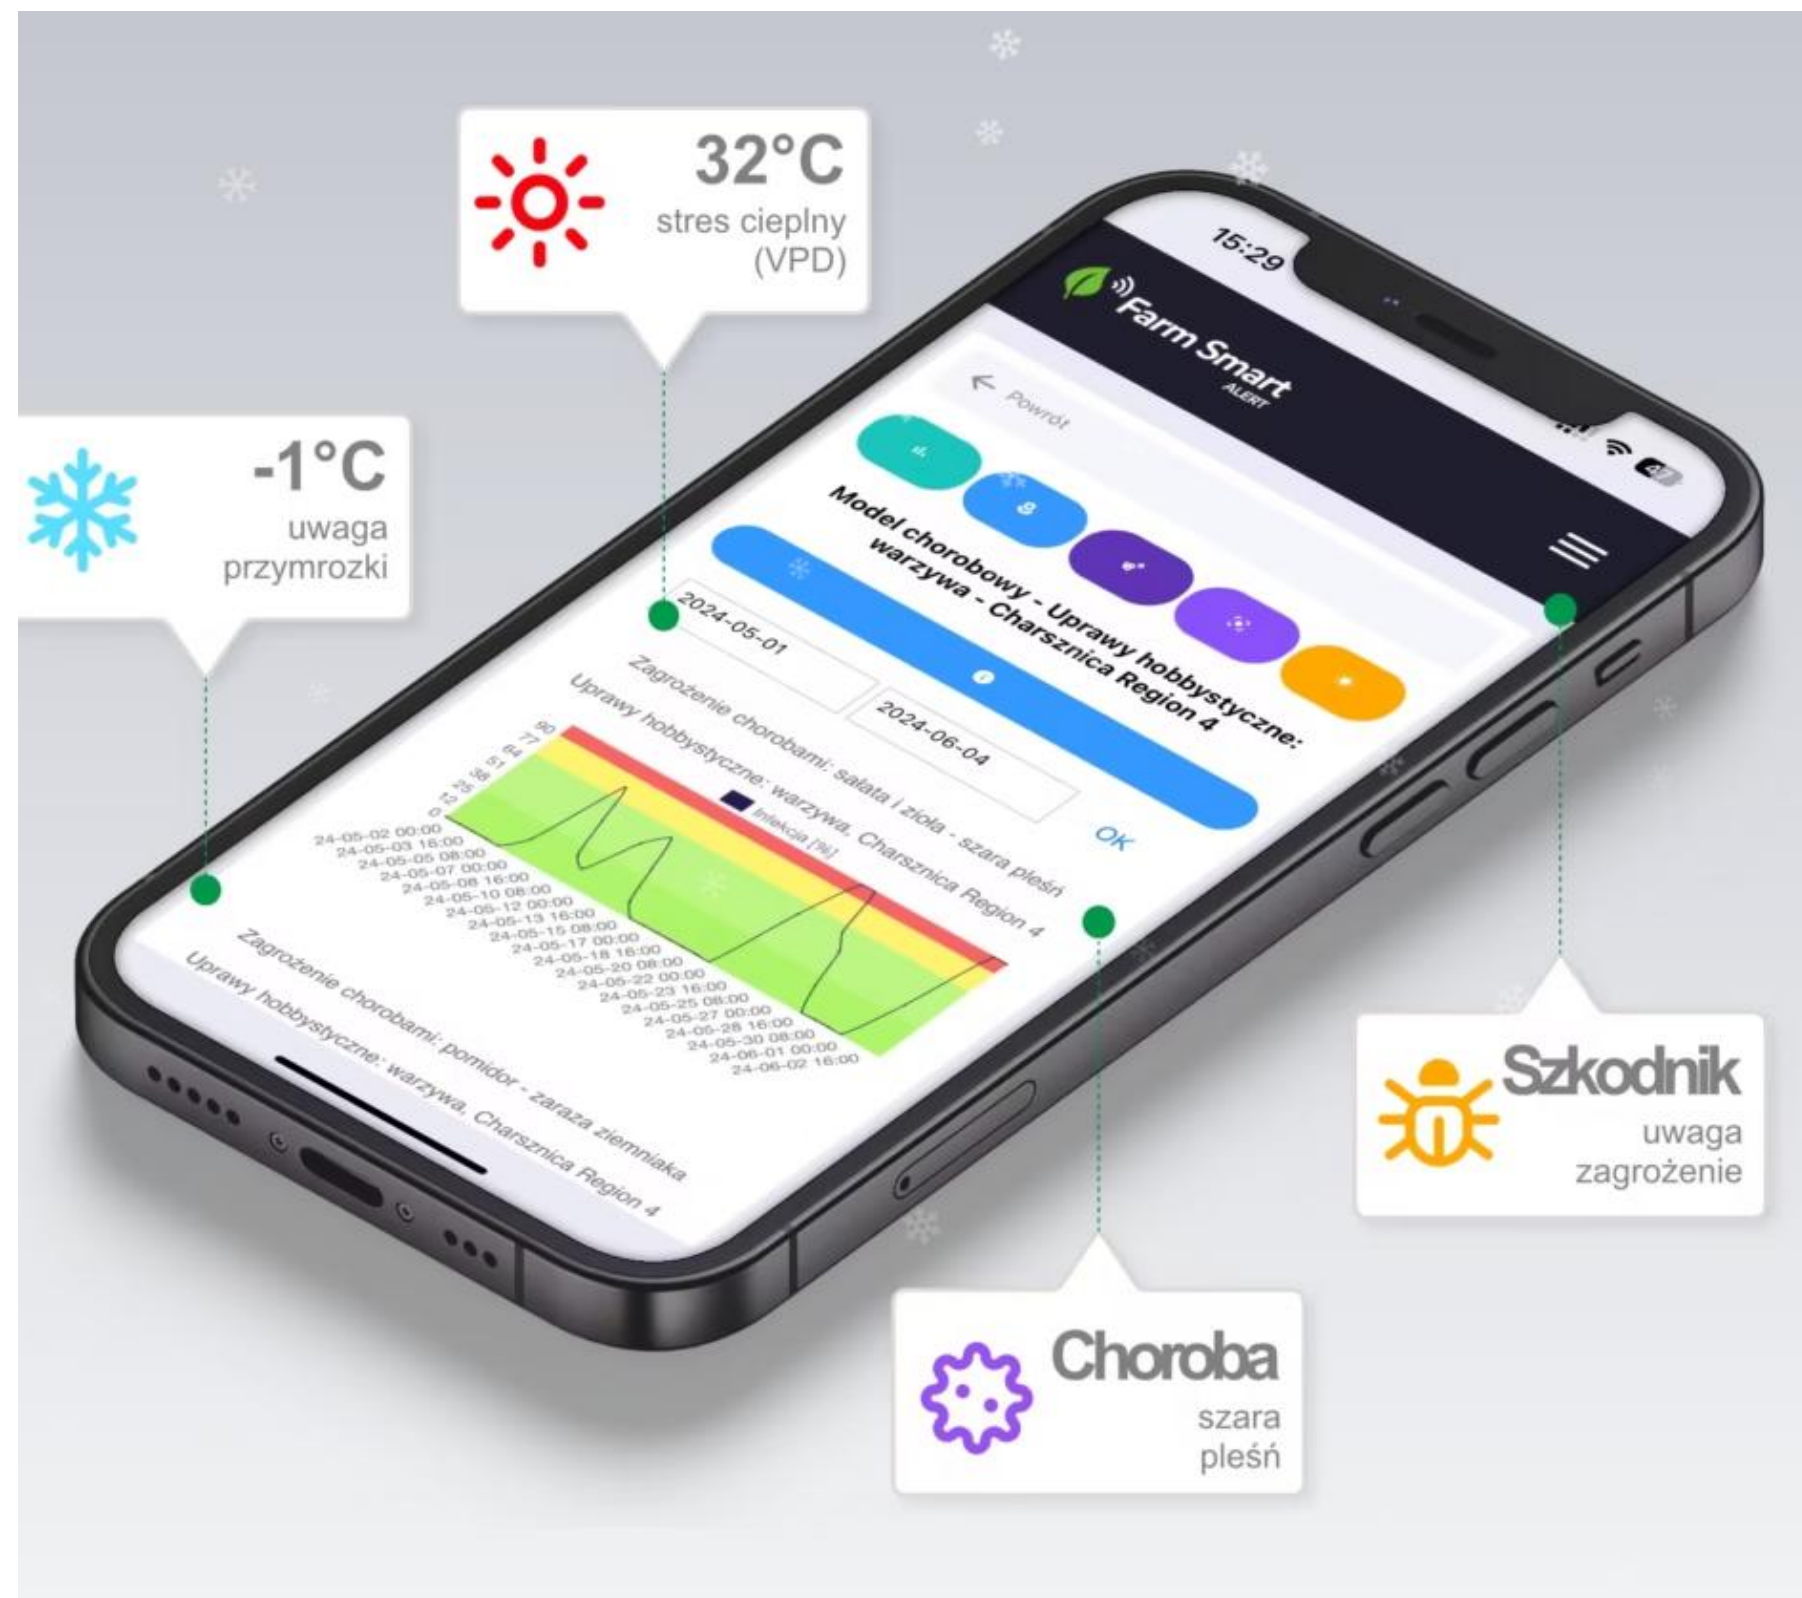 32°C
stres cieplny
(VPD)
-1°C
uwaga
przymrozki
15:29
47
Farm Smart
ALERT
Powrót
Model chorobowy - Uprawy hobbystyczne:
warzywa - Charsznica Region 4
2024-05-01
2024-06-04
OK
Zagrożenie chorobami: sałata i zioła - szara pleśń
Uprawy hobbystyczne: warzywa, Charsznica Region 4
Infekcja [%]
90
77
64
51
38
25
12
0
24-05-02 00:00
24-05-03 16:00
24-05-05 08:00
24-05-07 00:00
24-05-08 16:00
24-05-10 08:00
24-05-12 00:00
24-05-13 16:00
24-05-15 08:00
24-05-17 00:00
24-05-18 16:00
24-05-20 08:00
24-05-22 00:00
24-05-23 16:00
24-05-25 08:00
24-05-27 00:00
24-05-28 16:00
24-05-30 08:00
24-06-01 00:00
24-06-02 16:00
Zagrożenie chorobami: pomidor - zaraza ziemniaka
Uprawy hobbystyczne: warzywa, Charsznica Region 4
Szkodnik
uwaga
zagrożenie
Choroba
szara
pleśń